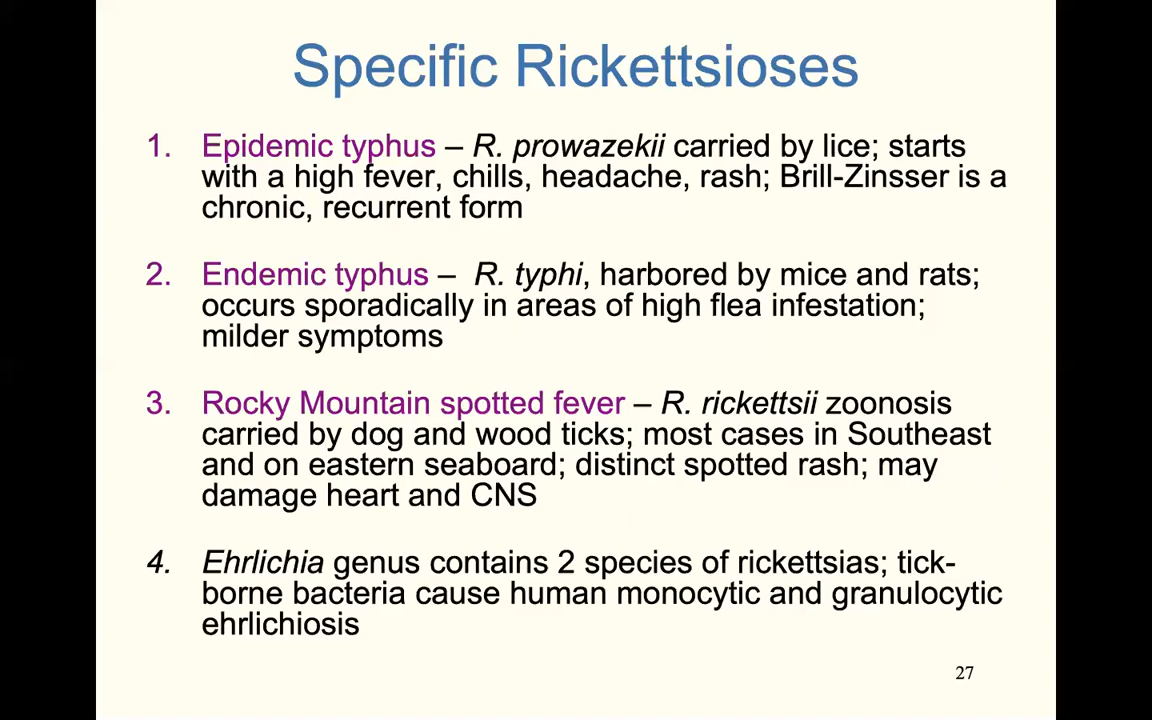 Specific Rickettsioses
1. Epidemic typhus – R. prowazekii carried by lice; starts
with a high fever, chills, headache, rash; Brill-Zinsser is a
chronic, recurrent form
2. Endemic typhus – R. typhi, harbored by mice and rats;
occurs sporadically in areas of high flea infestation;
milder symptoms
3. Rocky Mountain spotted fever – R. rickettsii zoonosis
carried by dog and wood ticks; most cases in Southeast
and on eastern seaboard; distinct spotted rash; may
damage heart and CNS
4. Ehrlichia genus contains 2 species of rickettsias; tick-
borne bacteria cause human monocytic and granulocytic
ehrlichiosis
27